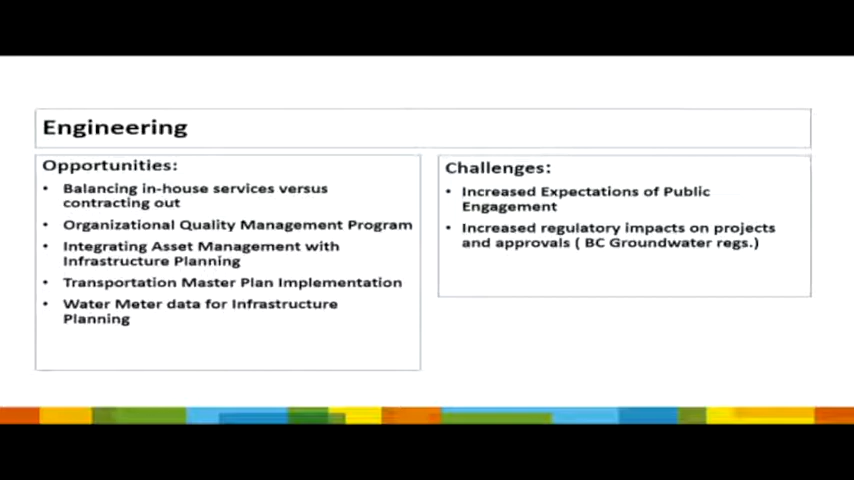 Engineering
Opportunities:
• Balancing in-house services versus
contracting out
• Organizational Quality Management Program
• Integrating Asset Management with
Infrastructure Planning
• Transportation Master Plan Implementation
• Water Meter data for Infrastructure
Planning
Challenges:
• Increased Expectations of Public
Engagement
• Increased regulatory impacts on projects
and approvals ( BC Groundwater regs.)